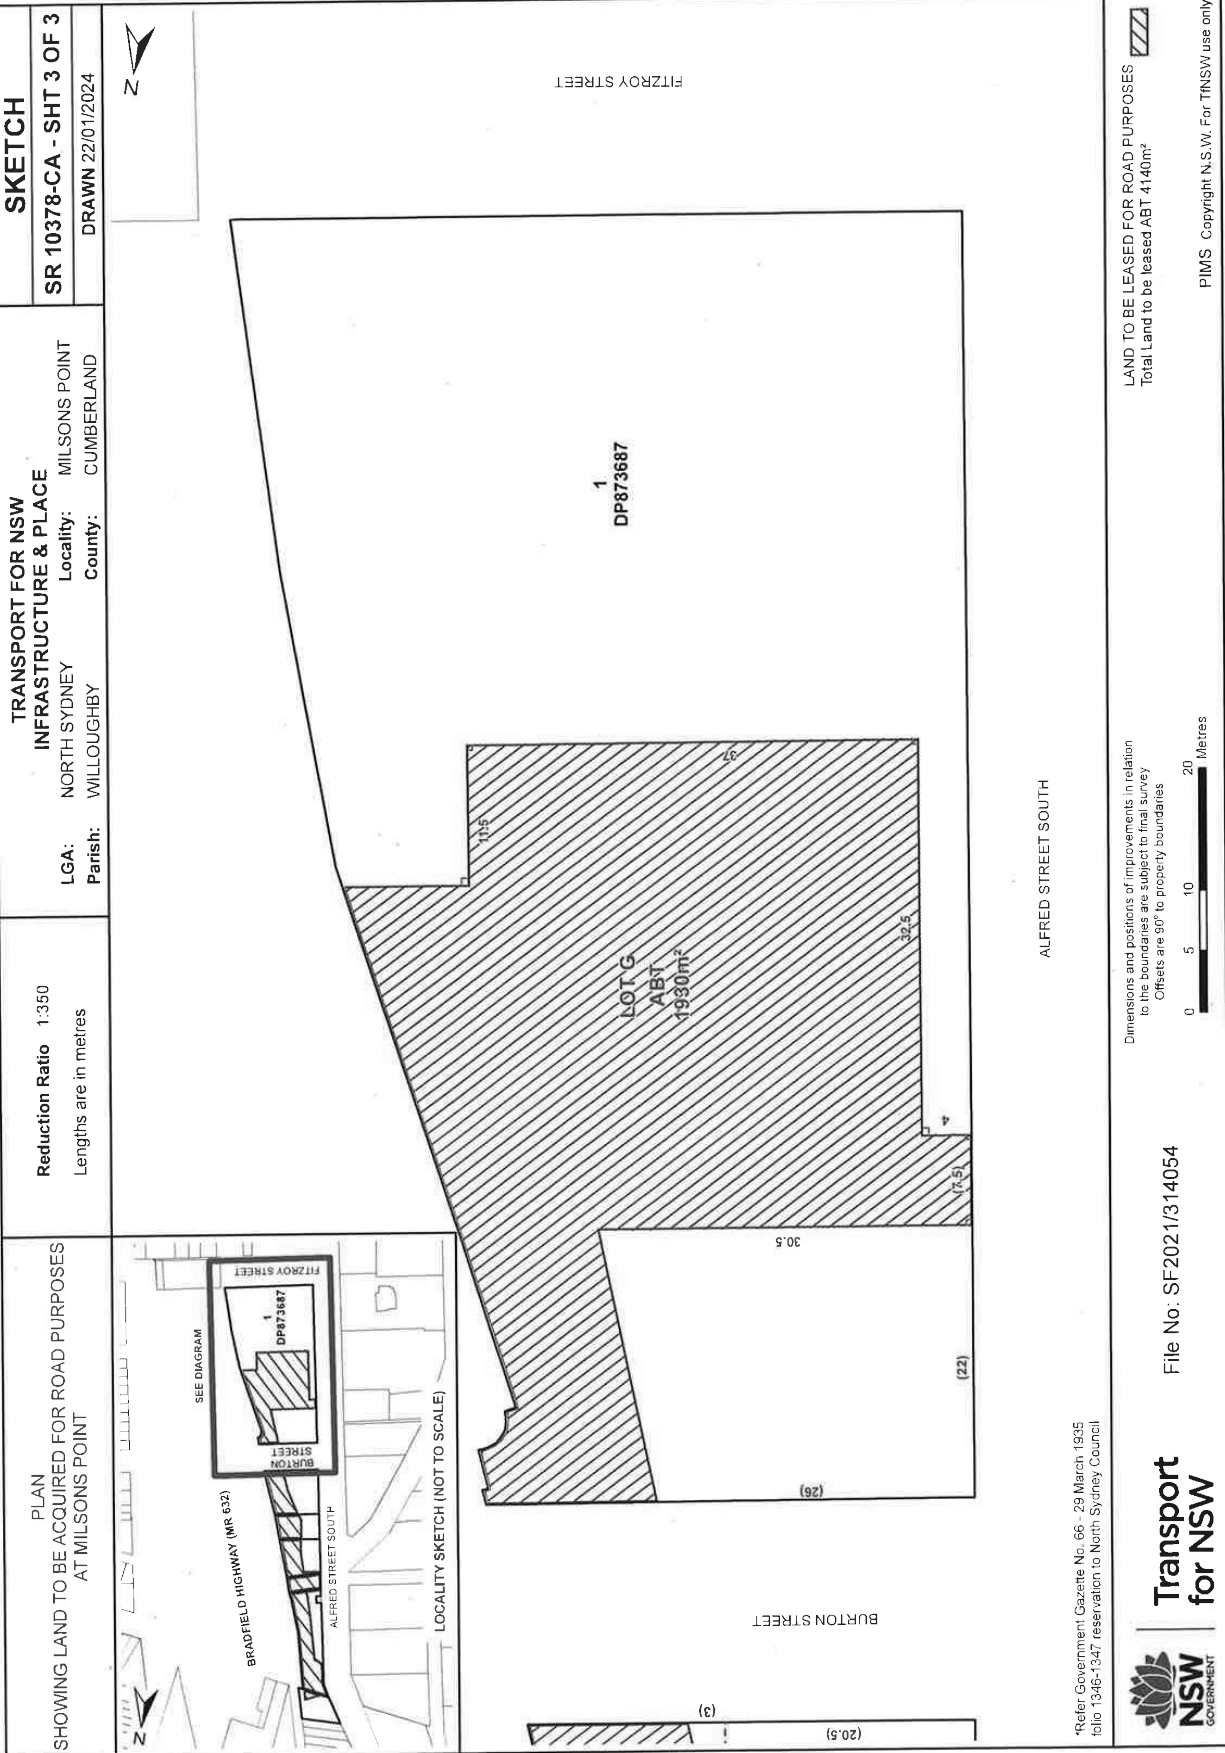 PLAN
SHOWING LAND TO BE ACQUIRED FOR ROAD PURPOSES
AT MILSONS POINT
Reduction Ratio 1:350
Lengths are in metres
TRANSPORT FOR NSW
INFRASTRUCTURE & PLACE
LGA: NORTH SYDNEY Locality: MILSONS POINT
Parish: WILLOUGHBY County: CUMBERLAND
SKETCH
SR 10378-CA - SHT 3 OF 3
DRAWN 22/01/2024
N
SEE DIAGRAM
FITZROY STREET
1
DP873687
BURTON
STREET
BRADFIELD HIGHWAY (MR 632)
ALFRED STREET SOUTH
LOCALITY SKETCH (NOT TO SCALE)
N
FITZROY STREET
1
DP873687
11.5
37
LOT G
ABT
1930m²
32.5
4
(7.5)
30.5
(22)
(26)
ALFRED STREET SOUTH
BURTON STREET
(3)
(20.5)
*Refer Government Gazette No. 66 - 29 March 1935
folio 1346-1347 reservation to North Sydney Council
Dimensions and positions of improvements in relation
to the boundaries are subject to final survey
Offsets are 90° to property boundaries
LAND TO BE LEASED FOR ROAD PURPOSES
Total Land to be leased ABT 4140m²
NSW
GOVERNMENT
Transport
for NSW
File No: SF2021/314054
0 5 10 20
Metres
PIMS Copyright N.S.W. For TfNSW use only